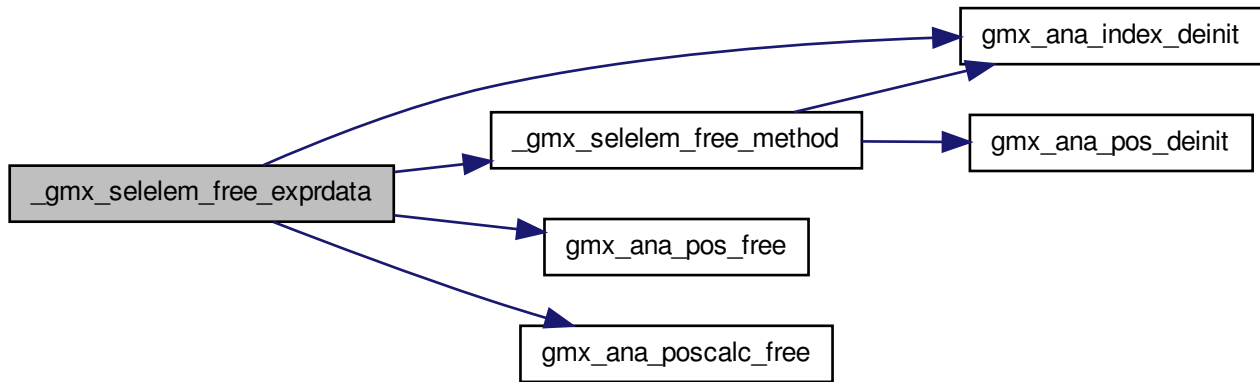 _gmx_selelem_free_exprdata
gmx_ana_index_deinit
_gmx_selelem_free_method
gmx_ana_pos_deinit
gmx_ana_pos_free
gmx_ana_poscalc_free